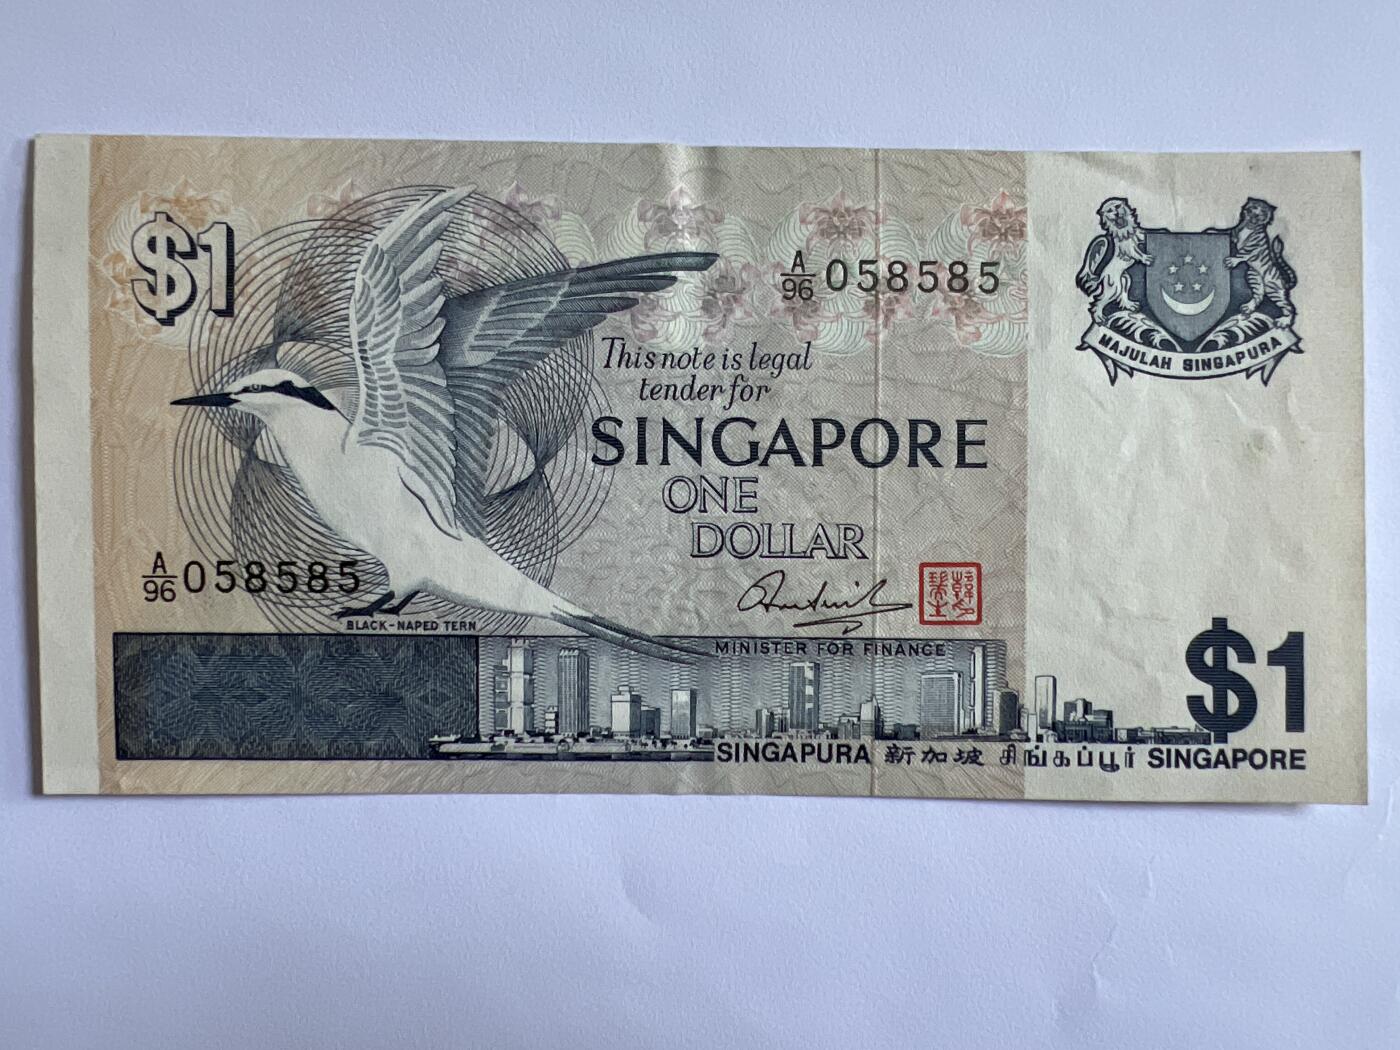 $1
A
96 058585
MAJULAH SINGAPURA
This note is legal
tender for
SINGAPORE
ONE
DOLLAR
A
96 058585
BLACK-NAPED TERN
MINISTER FOR FINANCE
$1
SINGAPURA 新加坡 சிங்கப்பூர் SINGAPORE